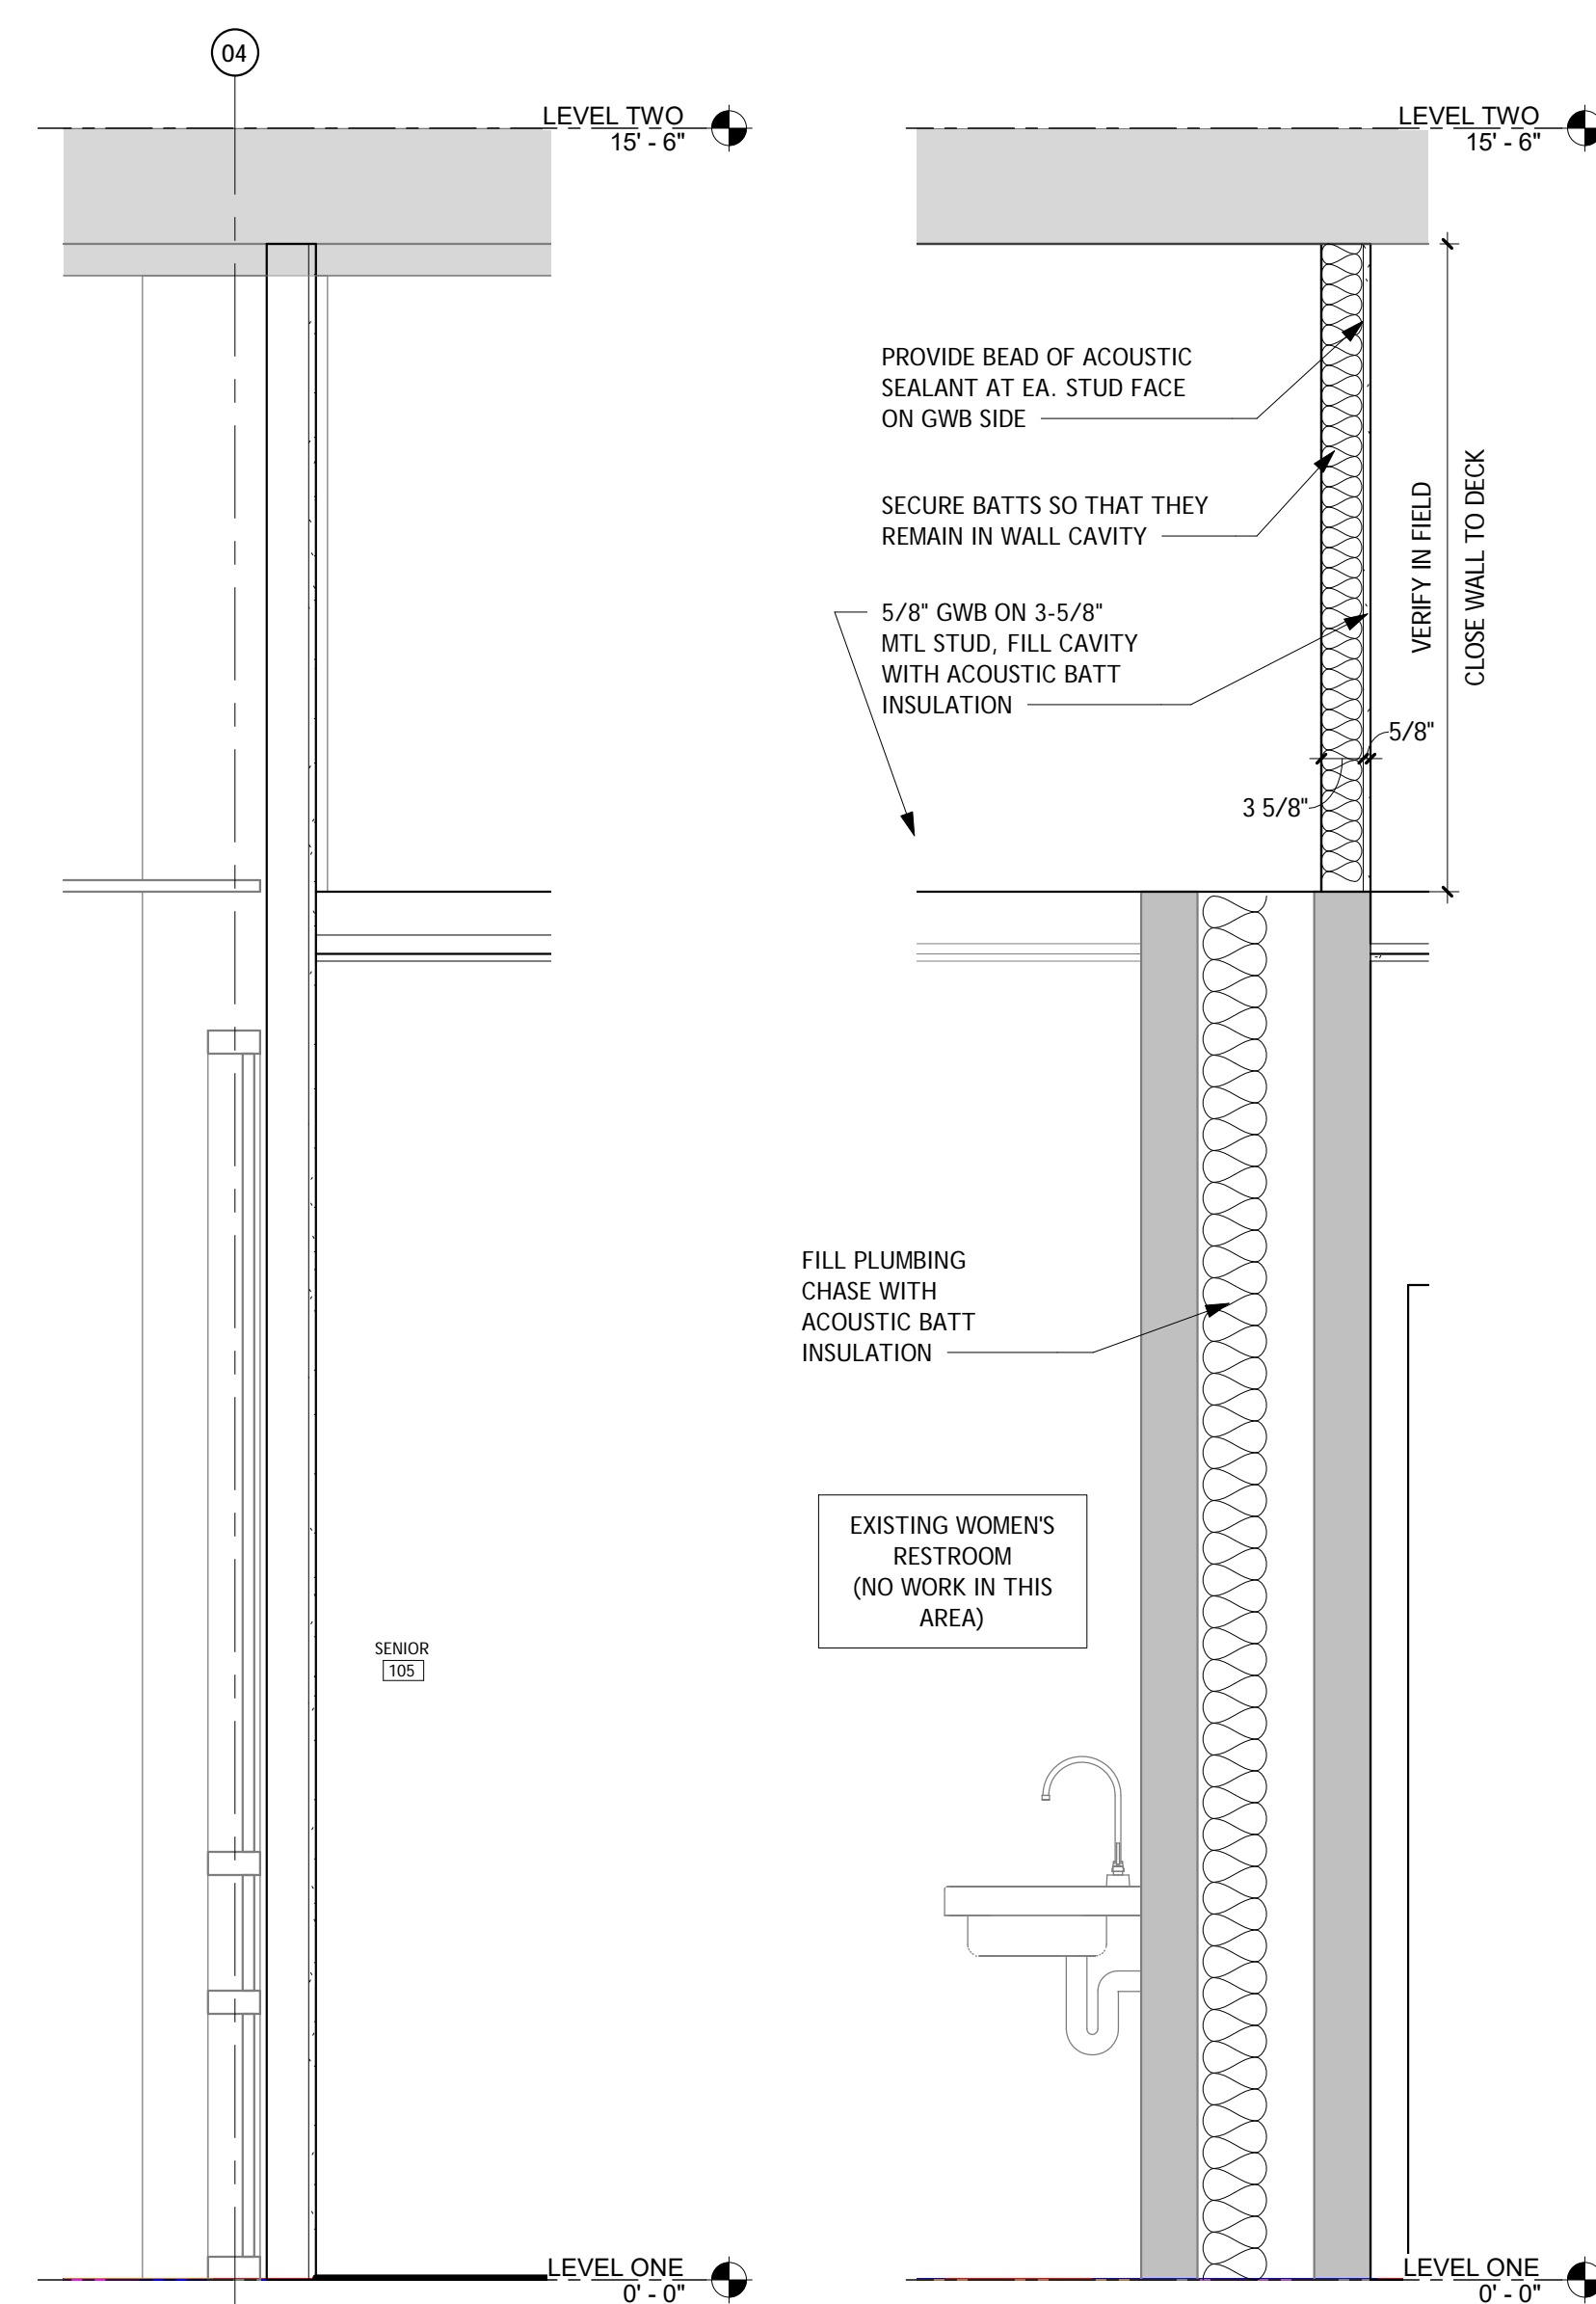 04
LEVEL TWO
15' - 6"
LEVEL TWO
15' - 6"
PROVIDE BEAD OF ACOUSTIC
SEALANT AT EA. STUD FACE
ON GWB SIDE
SECURE BATTS SO THAT THEY
REMAIN IN WALL CAVITY
5/8" GWB ON 3-5/8"
MTL STUD, FILL CAVITY
WITH ACOUSTIC BATT
INSULATION
VERIFY IN FIELD
CLOSE WALL TO DECK
5/8"
3 5/8"
FILL PLUMBING
CHASE WITH
ACOUSTIC BATT
INSULATION
EXISTING WOMEN'S
RESTROOM
(NO WORK IN THIS
AREA)
SENIOR
105
LEVEL ONE
0' - 0"
LEVEL ONE
0' - 0"